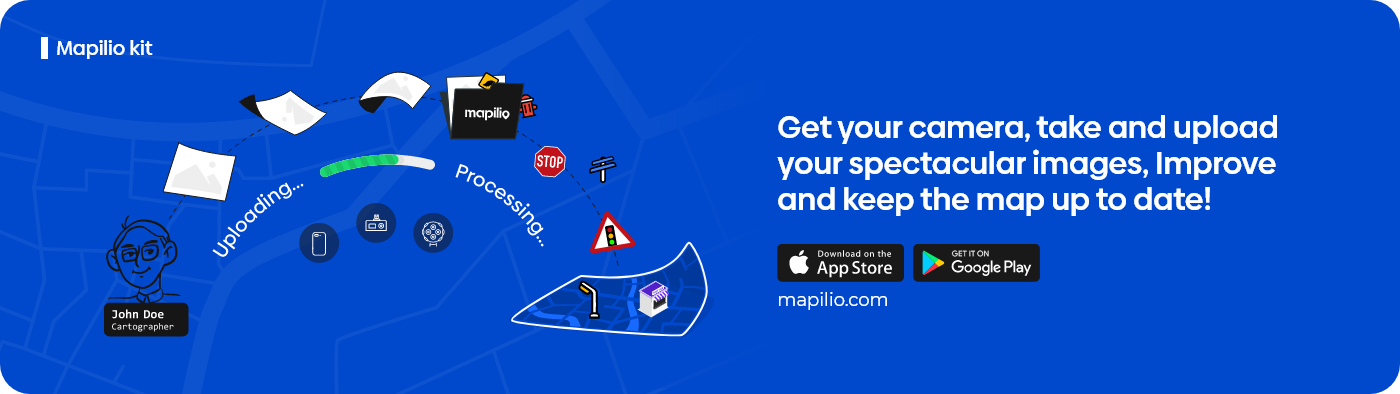 Mapilio kit
mapilio
STOP
Uploading...
Processing...
John Doe
Cartographer
Get your camera, take and upload
your spectacular images, Improve
and keep the map up to date!
Download on the
App Store
GET IT ON
Google Play
mapilio.com